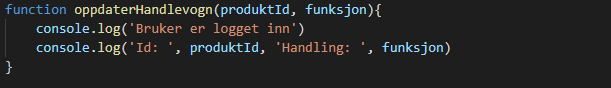 function oppdaterHandlevogn(produktId, funksjon){
    console.log('Bruker er logget inn')
    console.log('Id: ', produktId, 'Handling: ', funksjon)
}